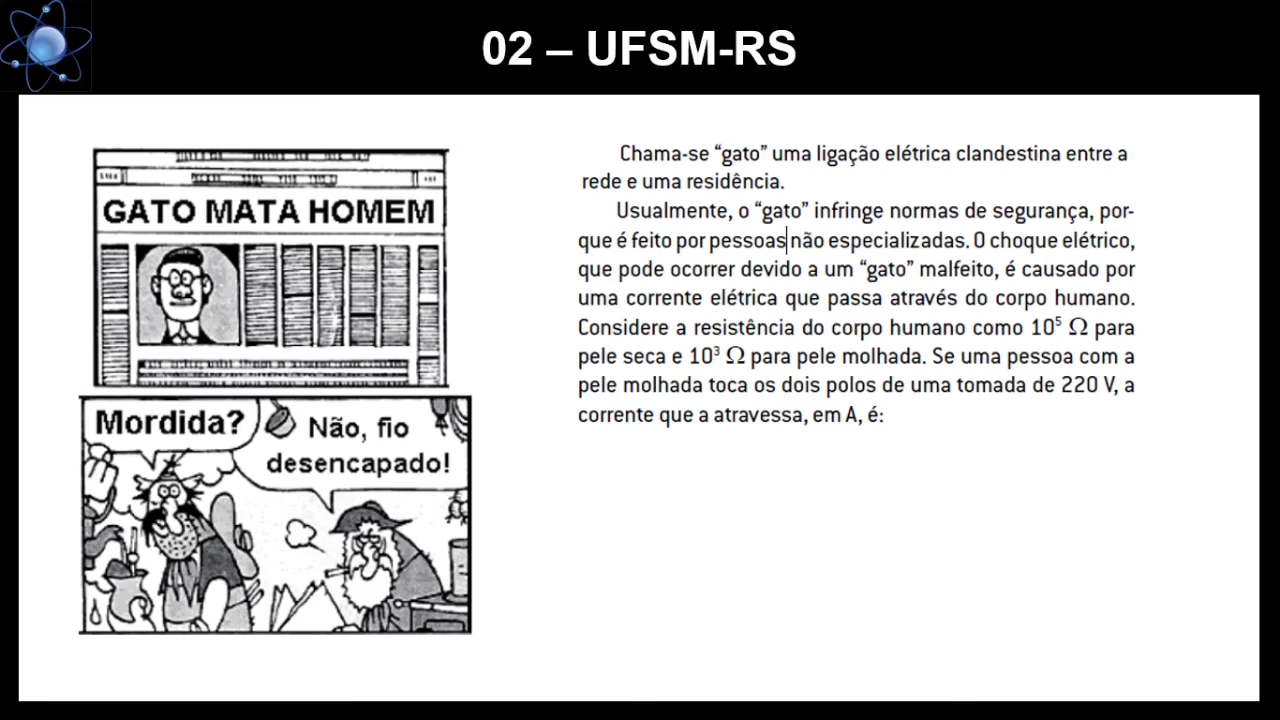 02 – UFSM-RS
GATO MATA HOMEM
Mordida?
Não, fio
desencapado!
Chama-se “gato” uma ligação elétrica clandestina entre a
rede e uma residência.
Usualmente, o “gato” infringe normas de segurança, por-
que é feito por pessoas não especializadas. O choque elétrico,
que pode ocorrer devido a um “gato” malfeito, é causado por
uma corrente elétrica que passa através do corpo humano.
Considere a resistência do corpo humano como 10⁵ Ω para
pele seca e 10³ Ω para pele molhada. Se uma pessoa com a
pele molhada toca os dois polos de uma tomada de 220 V, a
corrente que a atravessa, em A, é: